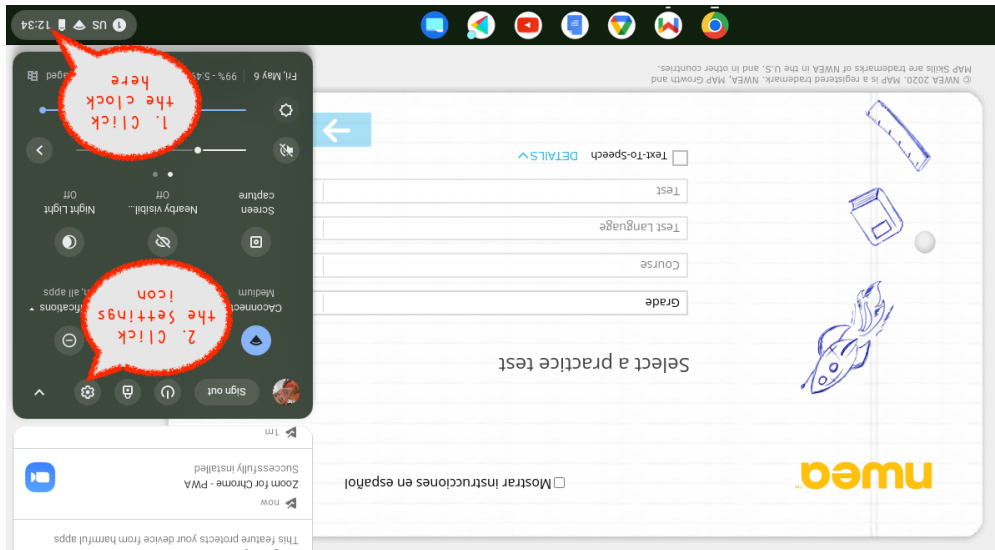 nwea
Mostrar instrucciones en español
Select a practice test
Grade
Course
Test Language
Test
Text-To-Speech DETAILS
© NWEA 2020. MAP is a registered trademark. NWEA, MAP Growth and
MAP Skills are trademarks of NWEA in the U.S. and in other countries.
This feature protects your device from harmful apps
now
Zoom for Chrome - PWA
Successfully installed
1m
Sign out
CAConnect
Medium
2. Click
the Settings
icon
Screen
capture
Nearby visibil...
Off
Night Light
Off
Fri, May 6
99% - 5:4
aged
1. Click
the clock
here
1 US 12:34